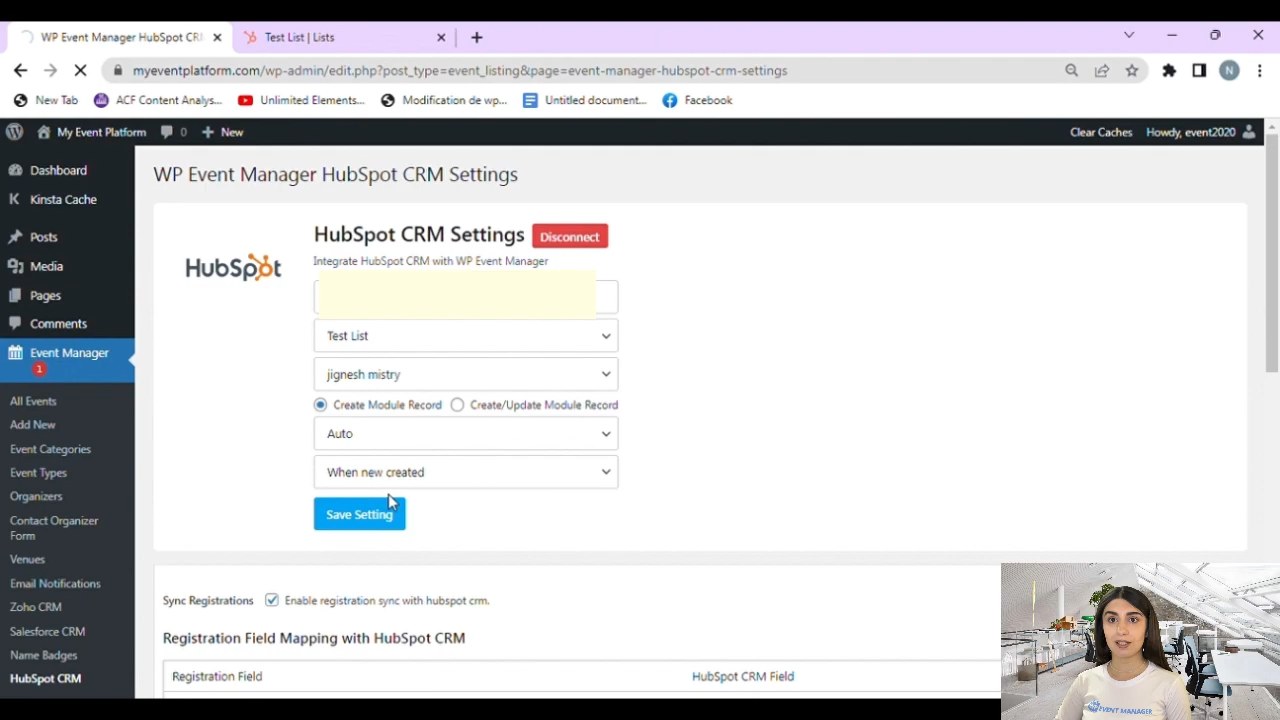 WP Event Manager HubSpot CR
Test List | Lists
myeventplatform.com/wp-admin/edit.php?post_type=event_listing&page=event-manager-hubspot-crm-settings
N
New Tab
ACF Content Analys...
Unlimited Elements...
Modification de wp...
Untitled document...
Facebook
My Event Platform
0
New
Clear Caches
Howdy, event2020
Dashboard
Kinsta Cache
Posts
Media
Pages
Comments
Event Manager
1
All Events
Add New
Event Categories
Event Types
Organizers
Contact Organizer
Form
Venues
Email Notifications
Zoho CRM
Salesforce CRM
Name Badges
HubSpot CRM
WP Event Manager HubSpot CRM Settings
HubSpot
HubSpot CRM Settings
Disconnect
Integrate HubSpot CRM with WP Event Manager
Test List
jignesh mistry
Create Module Record
Create/Update Module Record
Auto
When new created
Save Setting
Sync Registrations
Enable registration sync with hubspot crm.
Registration Field Mapping with HubSpot CRM
Registration Field
HubSpot CRM Field
EVENT MANAGER